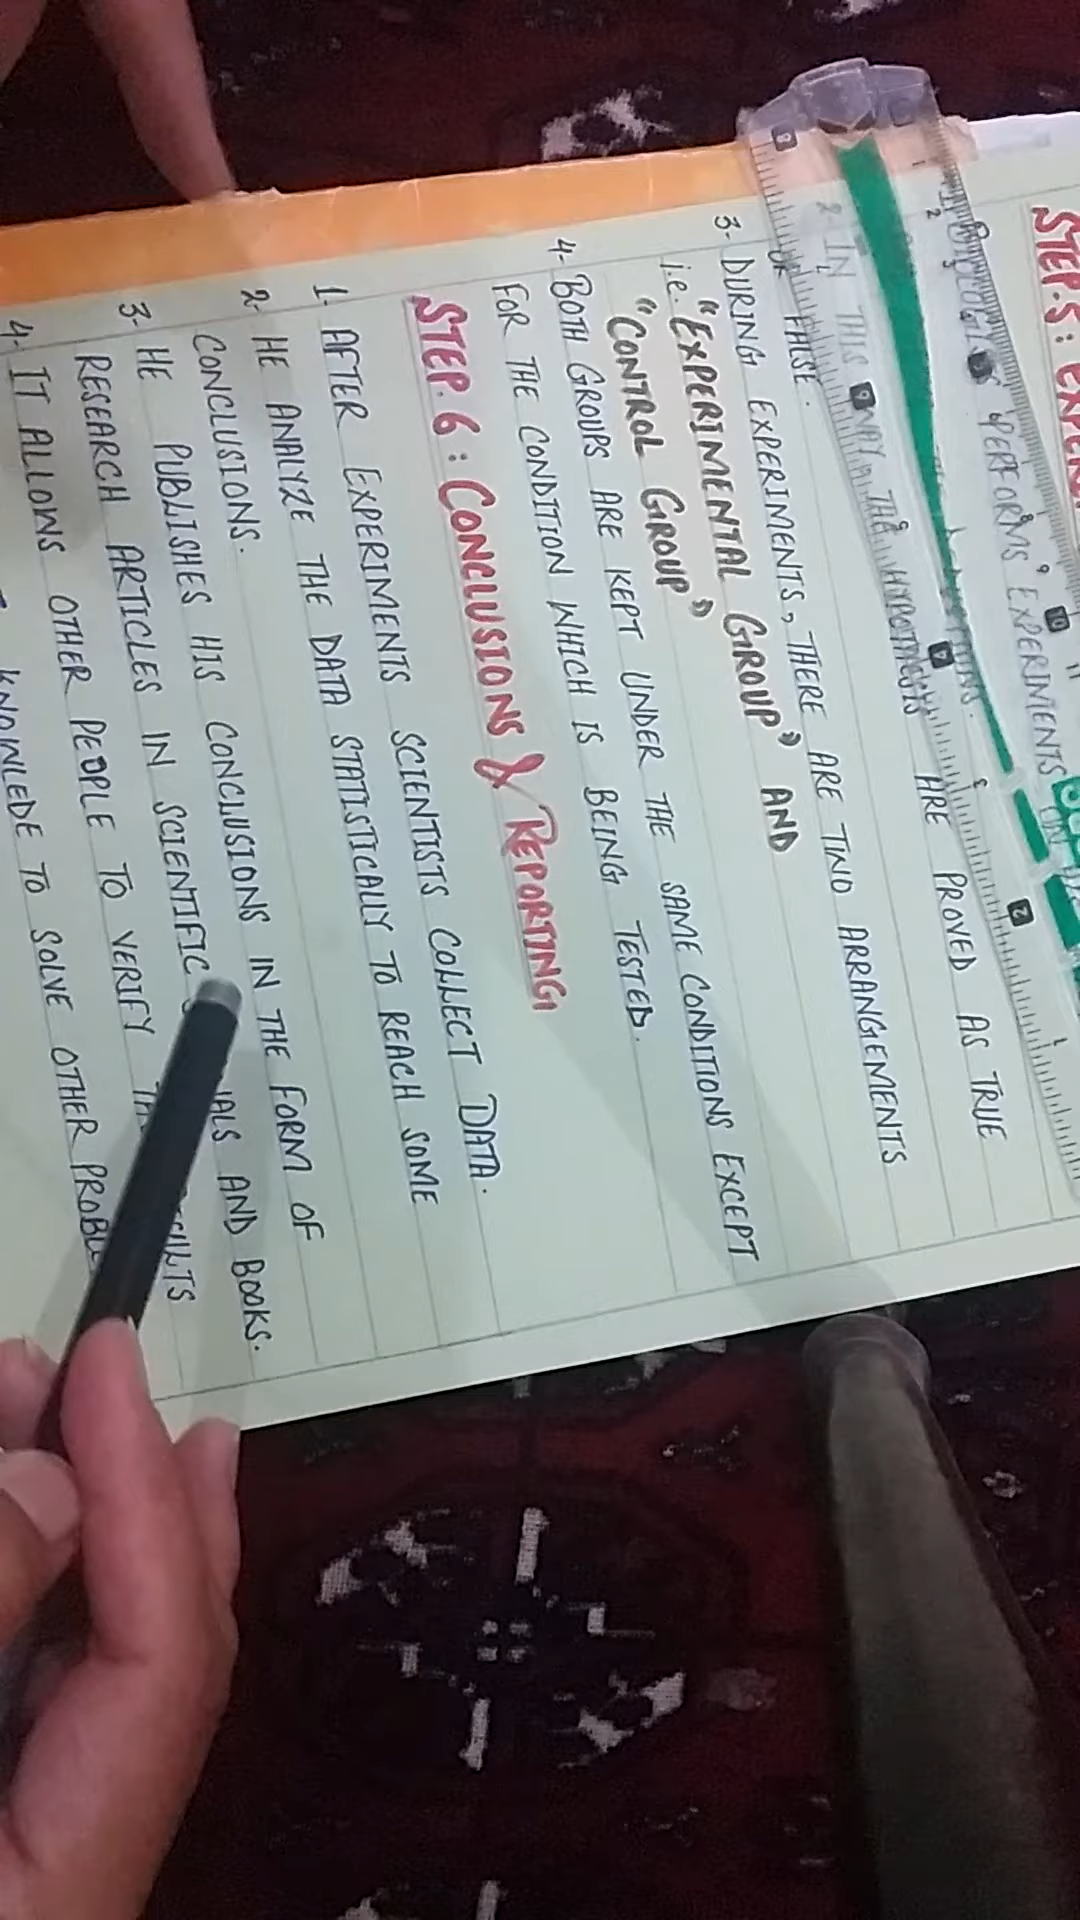 STEP.5: EXPERI
PERFORMS EXPERIMENTS IN
2- IN THIS WAY THE HYPOTHESIS ARE PROVED AS TRUE
OR FALSE.
3- DURING EXPERIMENTS, THERE ARE TWO ARRANGEMENTS
i.e. "EXPERIMENTAL GROUP" AND
"CONTROL GROUP"
4- BOTH GROUPS ARE KEPT UNDER THE SAME CONDITIONS EXCEPT
FOR THE CONDITION WHICH IS BEING TESTED.
STEP.6: CONCLUSIONS & REPORTING
1- AFTER EXPERIMENTS SCIENTISTS COLLECT DATA.
2- HE ANALYZE THE DATA STATISTICALLY TO REACH SOME
CONCLUSIONS.
3- HE PUBLISHES HIS CONCLUSIONS IN THE FORM OF
RESEARCH ARTICLES IN SCIENTIFIC AND BOOKS.
4- IT ALLOWS OTHER PEOPLE TO VERIFY
KNOWLEDE TO SOLVE OTHER PROBL